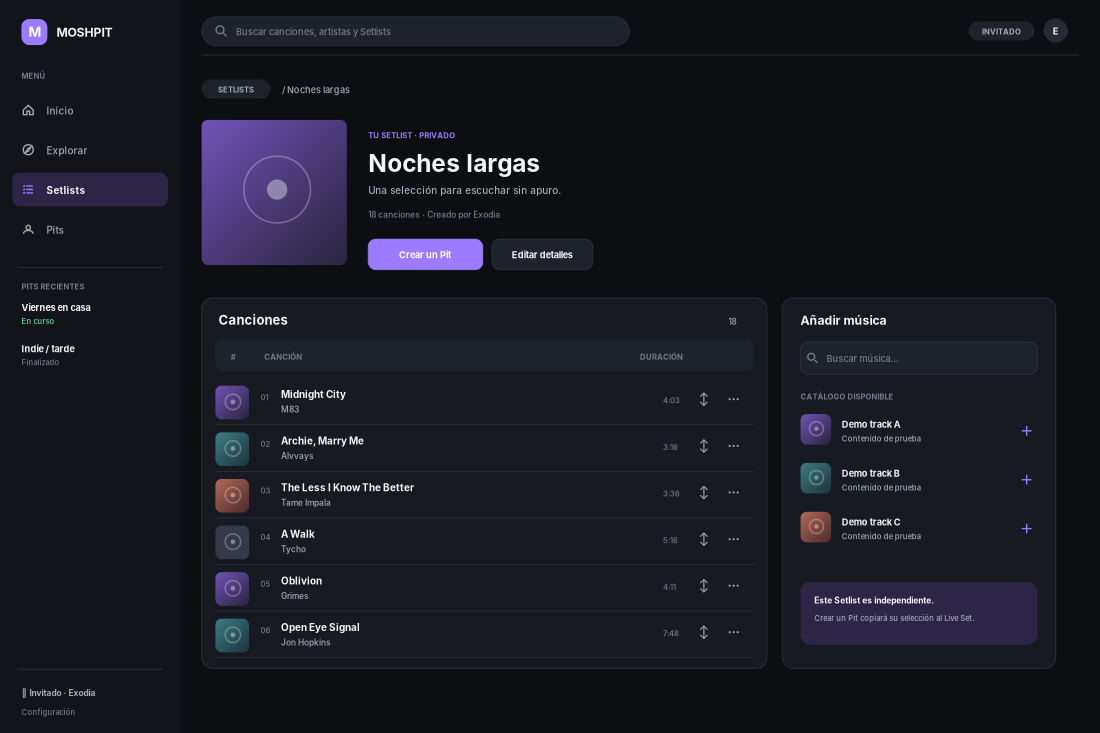 M MOSHPIT
Buscar canciones, artistas y Setlists
INVITADO
E
MENÚ
Inicio
Explorar
Setlists
Pits
PITS RECIENTES
Viernes en casa
En curso
Indie / tarde
Finalizado
Invitado · Exodia
Configuración
SETLISTS / Noches largas
TU SETLIST · PRIVADO
Noches largas
Una selección para escuchar sin apuro.
18 canciones · Creado por Exodia
Crear un Pit
Editar detalles
Canciones 18
# CANCIÓN DURACIÓN
01 Midnight City 4:03
M83
02 Archie, Marry Me 3:16
Alvvays
03 The Less I Know The Better 3:36
Tame Impala
04 A Walk 5:16
Tycho
05 Oblivion 4:11
Grimes
06 Open Eye Signal 7:48
Jon Hopkins
Añadir música
Buscar música...
CATÁLOGO DISPONIBLE
Demo track A
Contenido de prueba
Demo track B
Contenido de prueba
Demo track C
Contenido de prueba
Este Setlist es independiente.
Crear un Pit copiará su selección al Live Set.